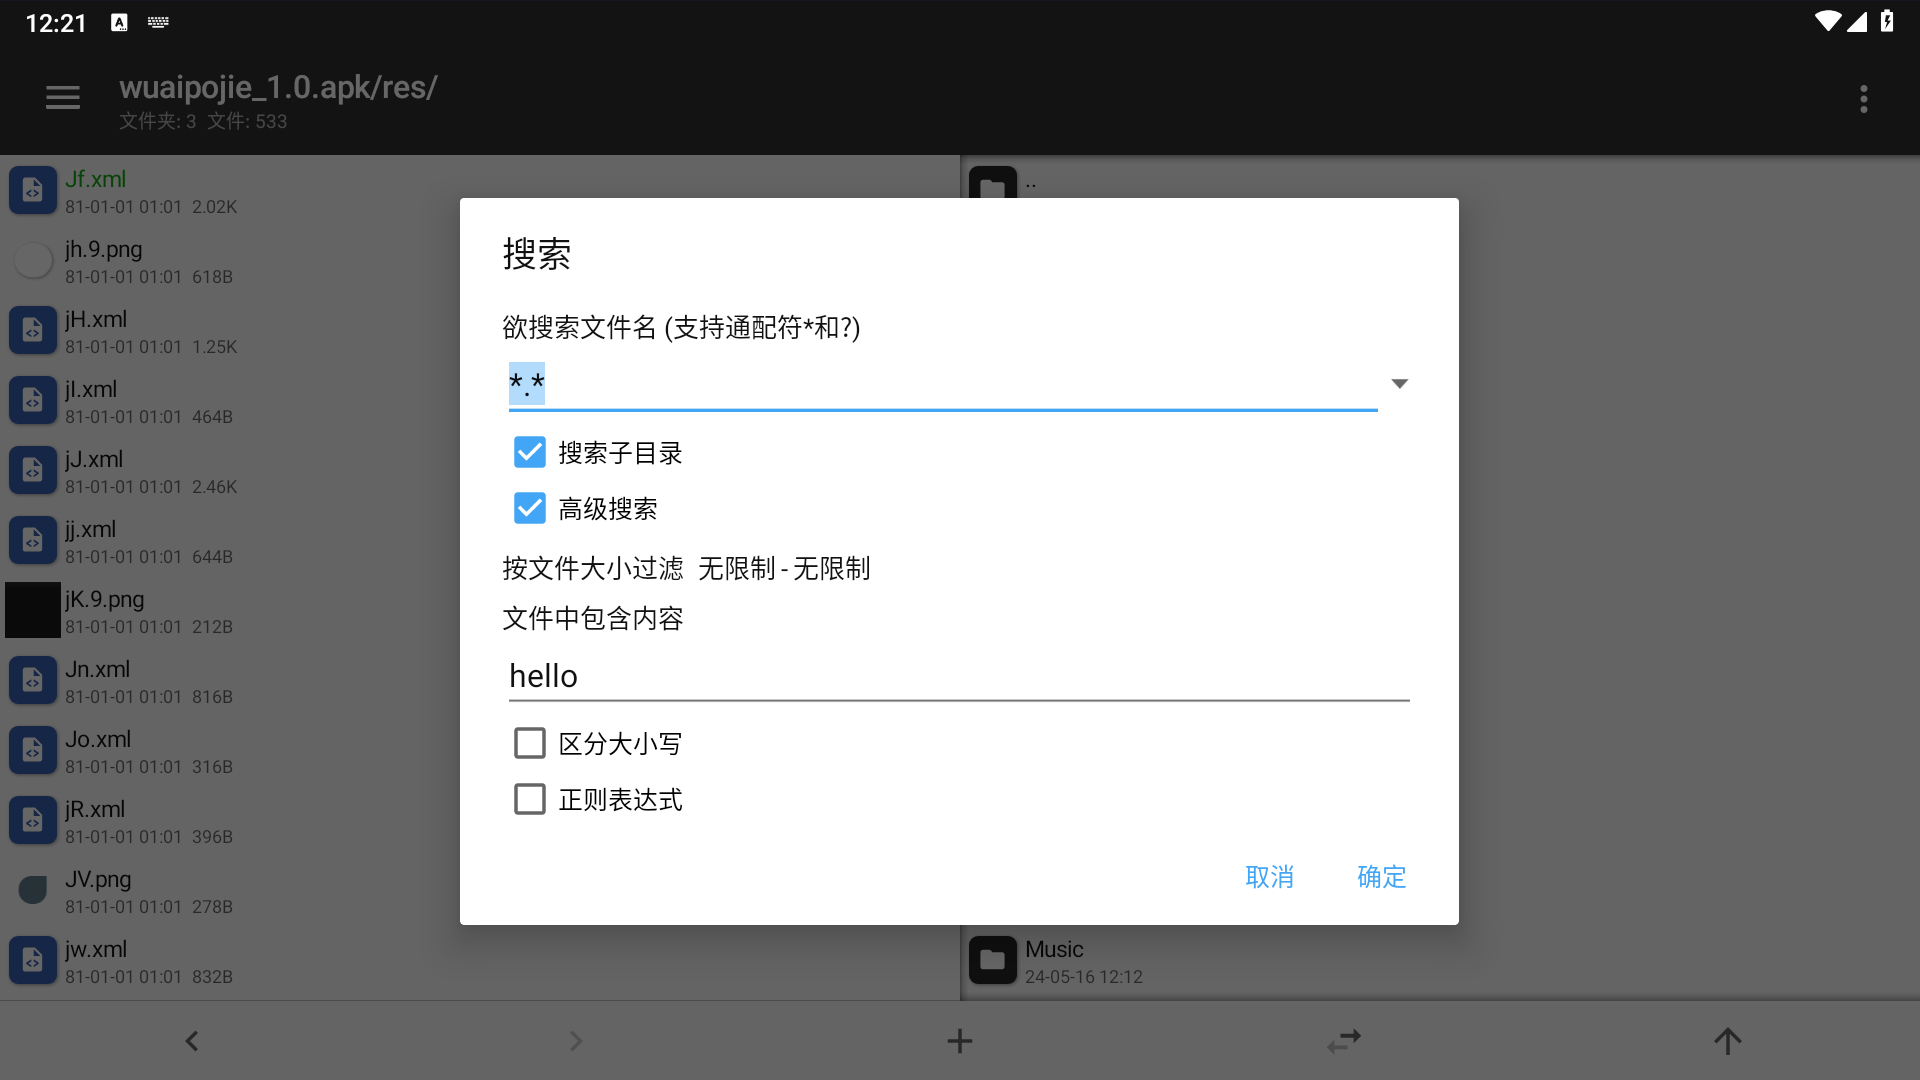 12:21
wuaipojie_1.0.apk/res/
文件夹: 3 文件: 533
Jf.xml
81-01-01 01:01 2.02K
jh.9.png
81-01-01 01:01 618B
jH.xml
81-01-01 01:01 1.25K
jI.xml
81-01-01 01:01 464B
jJ.xml
81-01-01 01:01 2.46K
jj.xml
81-01-01 01:01 644B
jK.9.png
81-01-01 01:01 212B
Jn.xml
81-01-01 01:01 816B
Jo.xml
81-01-01 01:01 316B
jR.xml
81-01-01 01:01 396B
JV.png
81-01-01 01:01 278B
jw.xml
81-01-01 01:01 832B
..
搜索
欲搜索文件名 (支持通配符*和?)
*.*
搜索子目录
高级搜索
按文件大小过滤 无限制 - 无限制
文件中包含内容
hello
区分大小写
正则表达式
取消 确定
Music
24-05-16 12:12